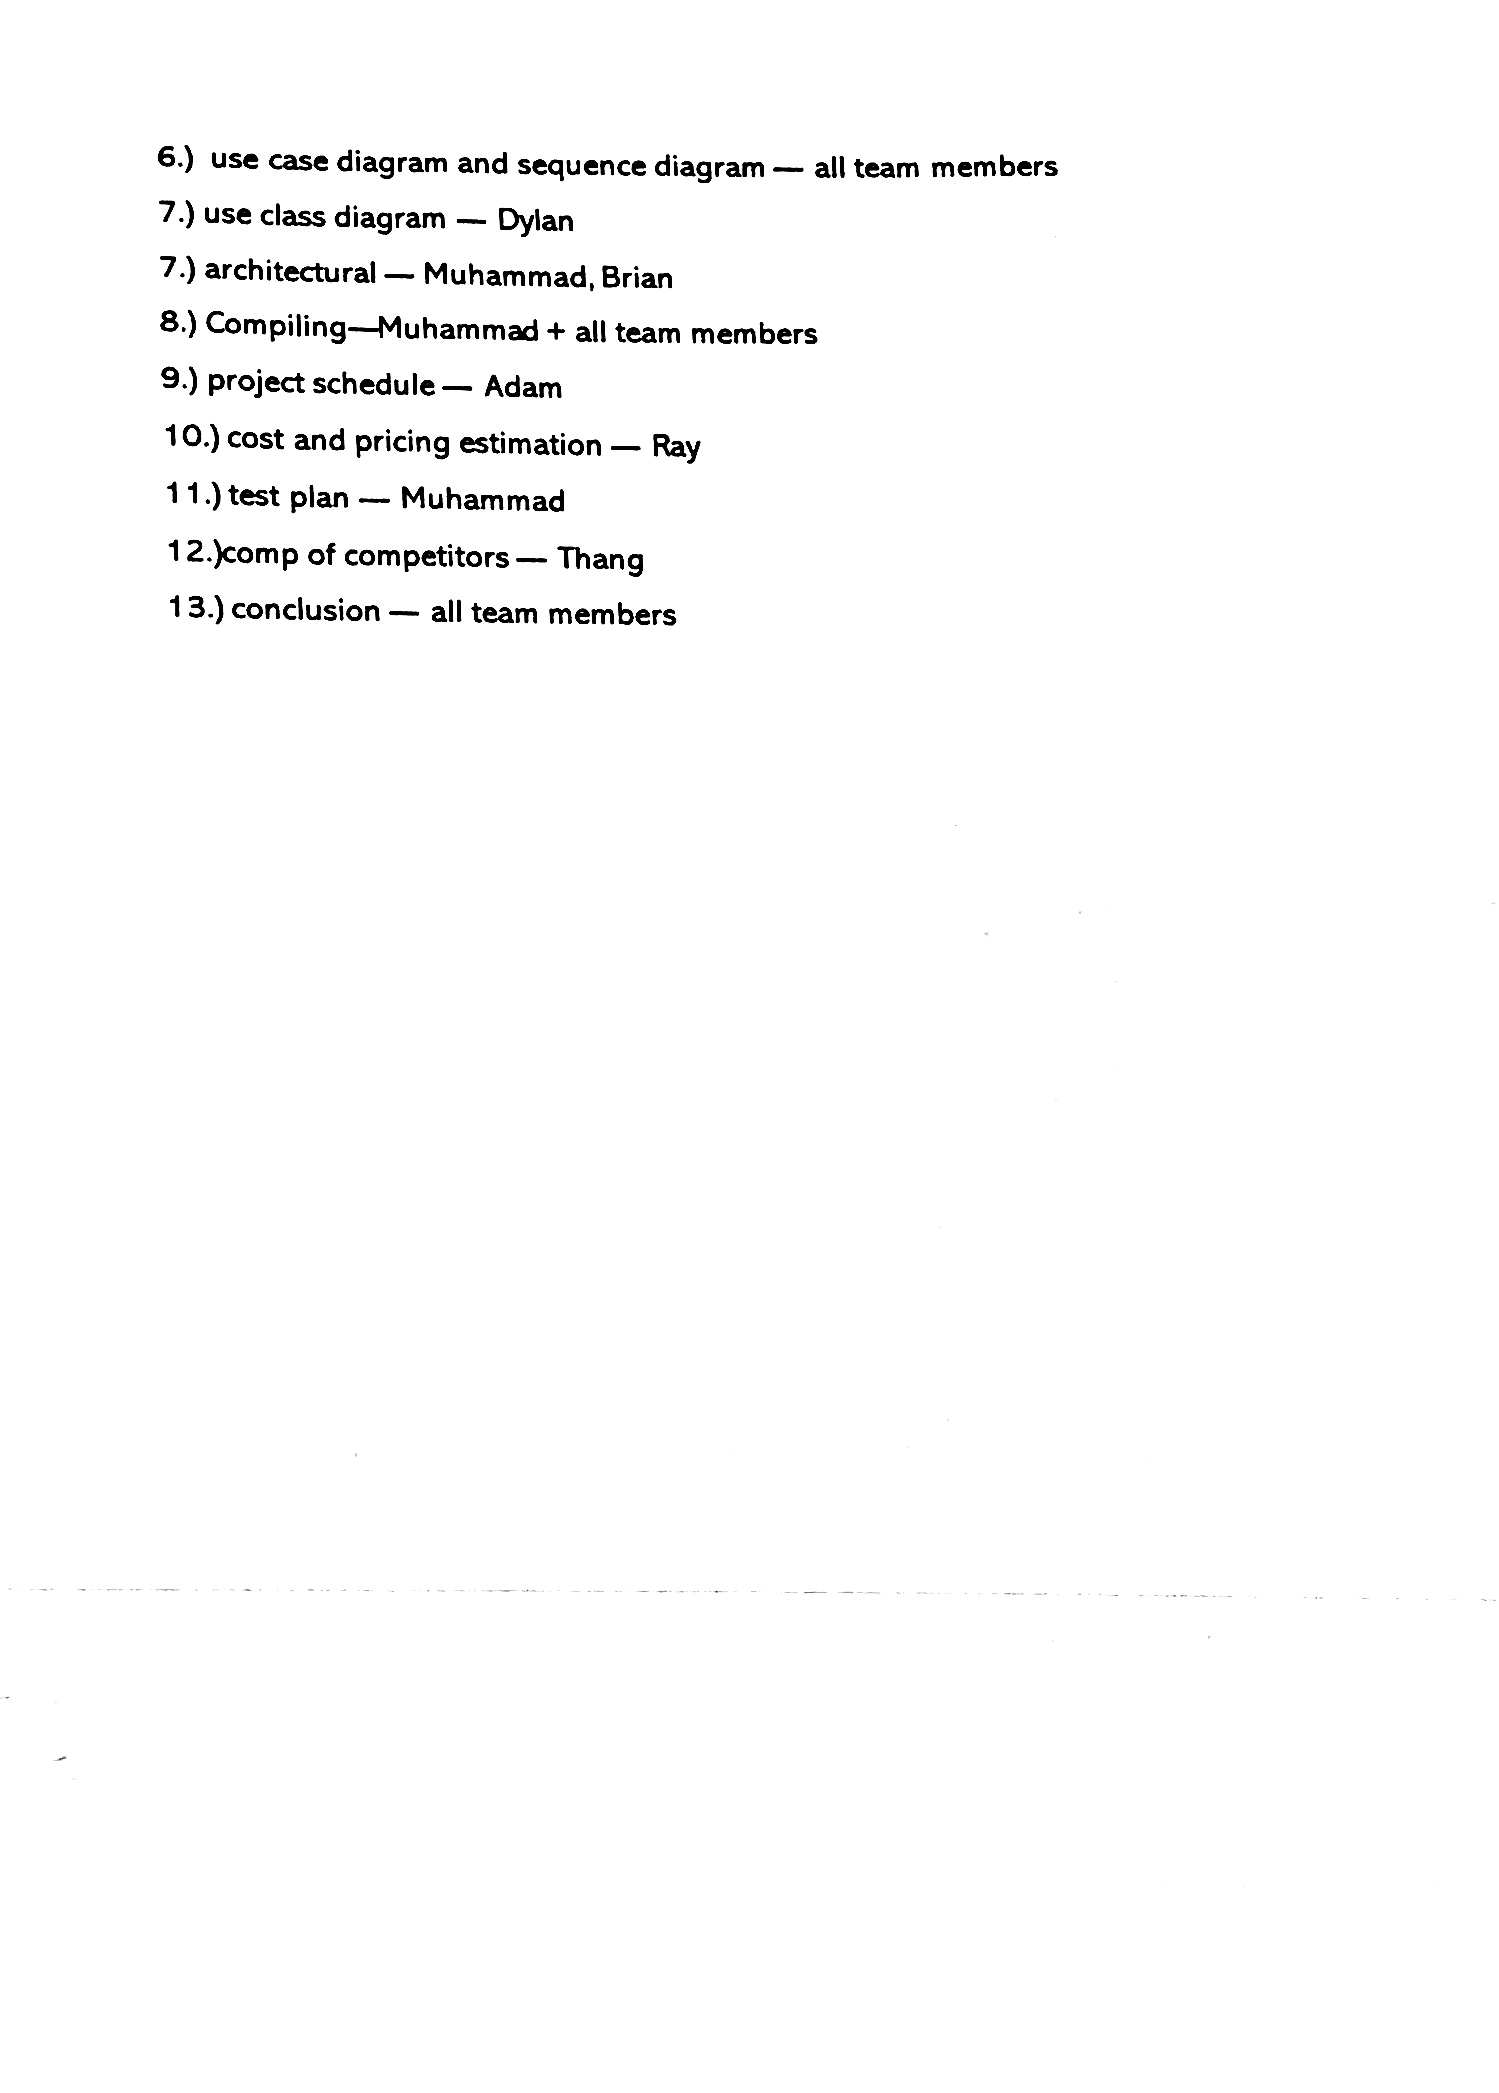 6.) use case diagram and sequence diagram — all team members
7.) use class diagram — Dylan
7.) architectural — Muhammad, Brian
8.) Compiling—Muhammad + all team members
9.) project schedule — Adam
10.) cost and pricing estimation — Ray
11.) test plan — Muhammad
12.)comp of competitors — Thang
13.) conclusion — all team members